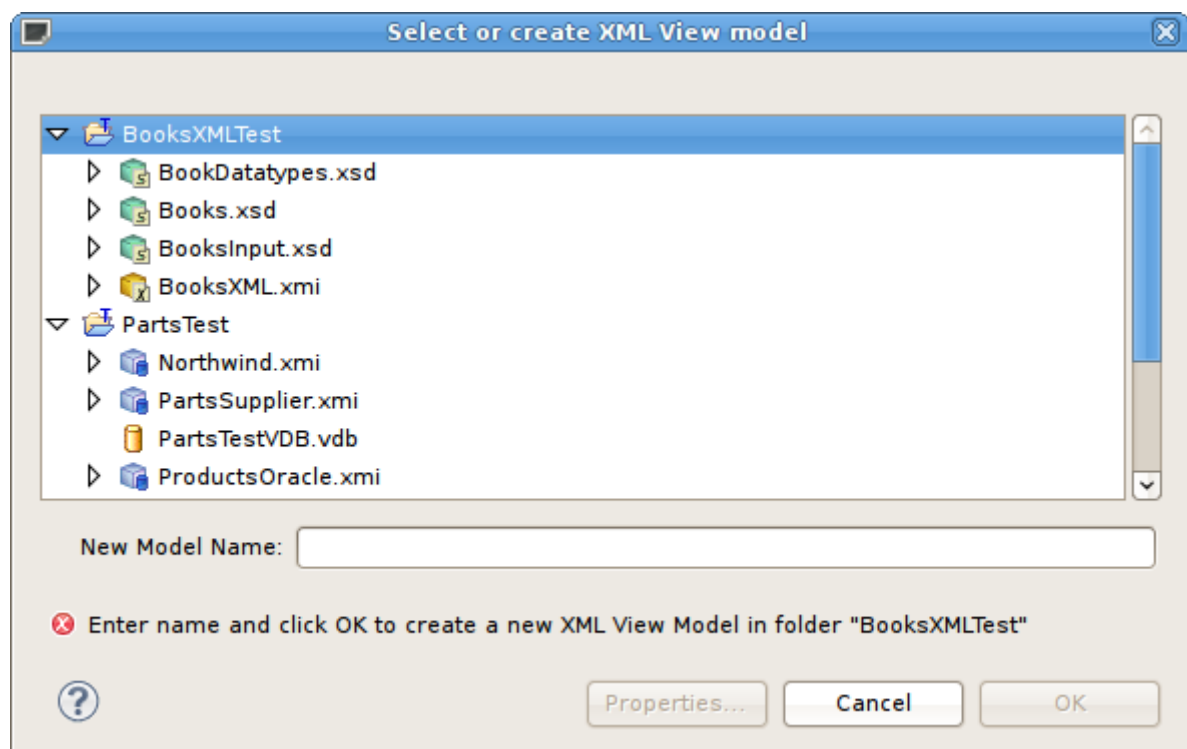 Select or create XML View model
BooksXMLTest
BookDatatypes.xsd
Books.xsd
BooksInput.xsd
BooksXML.xmi
PartsTest
Northwind.xmi
PartsSupplier.xmi
PartsTestVDB.vdb
ProductsOracle.xmi
New Model Name:
Enter name and click OK to create a new XML View Model in folder "BooksXMLTest"
? Properties... Cancel OK